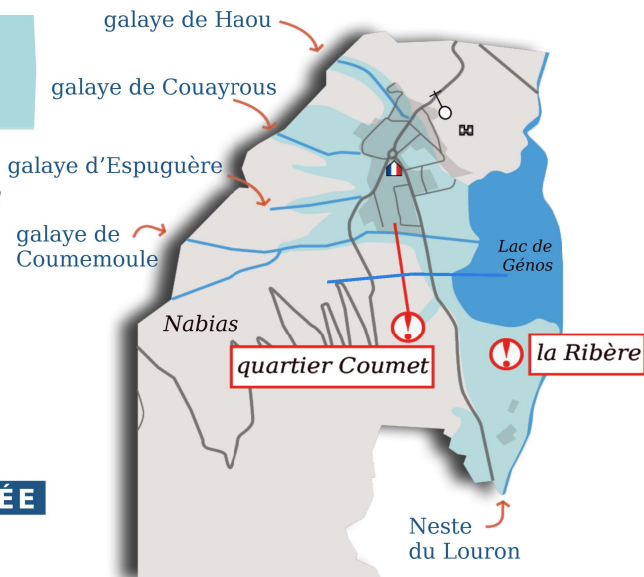 galaye de Haou
galaye de Couayrous
galaye d'Espuguère
galaye de
Coumemoule
Lac de
Génos
Nabias
quartier Coumet
la Ribère
ÉE
Neste
du Louron